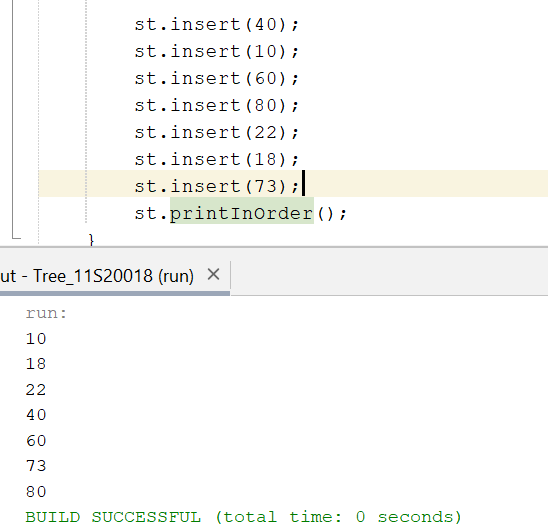 st.insert(40);
st.insert(10);
st.insert(60);
st.insert(80);
st.insert(22);
st.insert(18);
st.insert(73);
st.printInOrder();
}
ut - Tree_11S20018 (run) ×
run:
10
18
22
40
60
73
80
BUILD SUCCESSFUL (total time: 0 seconds)